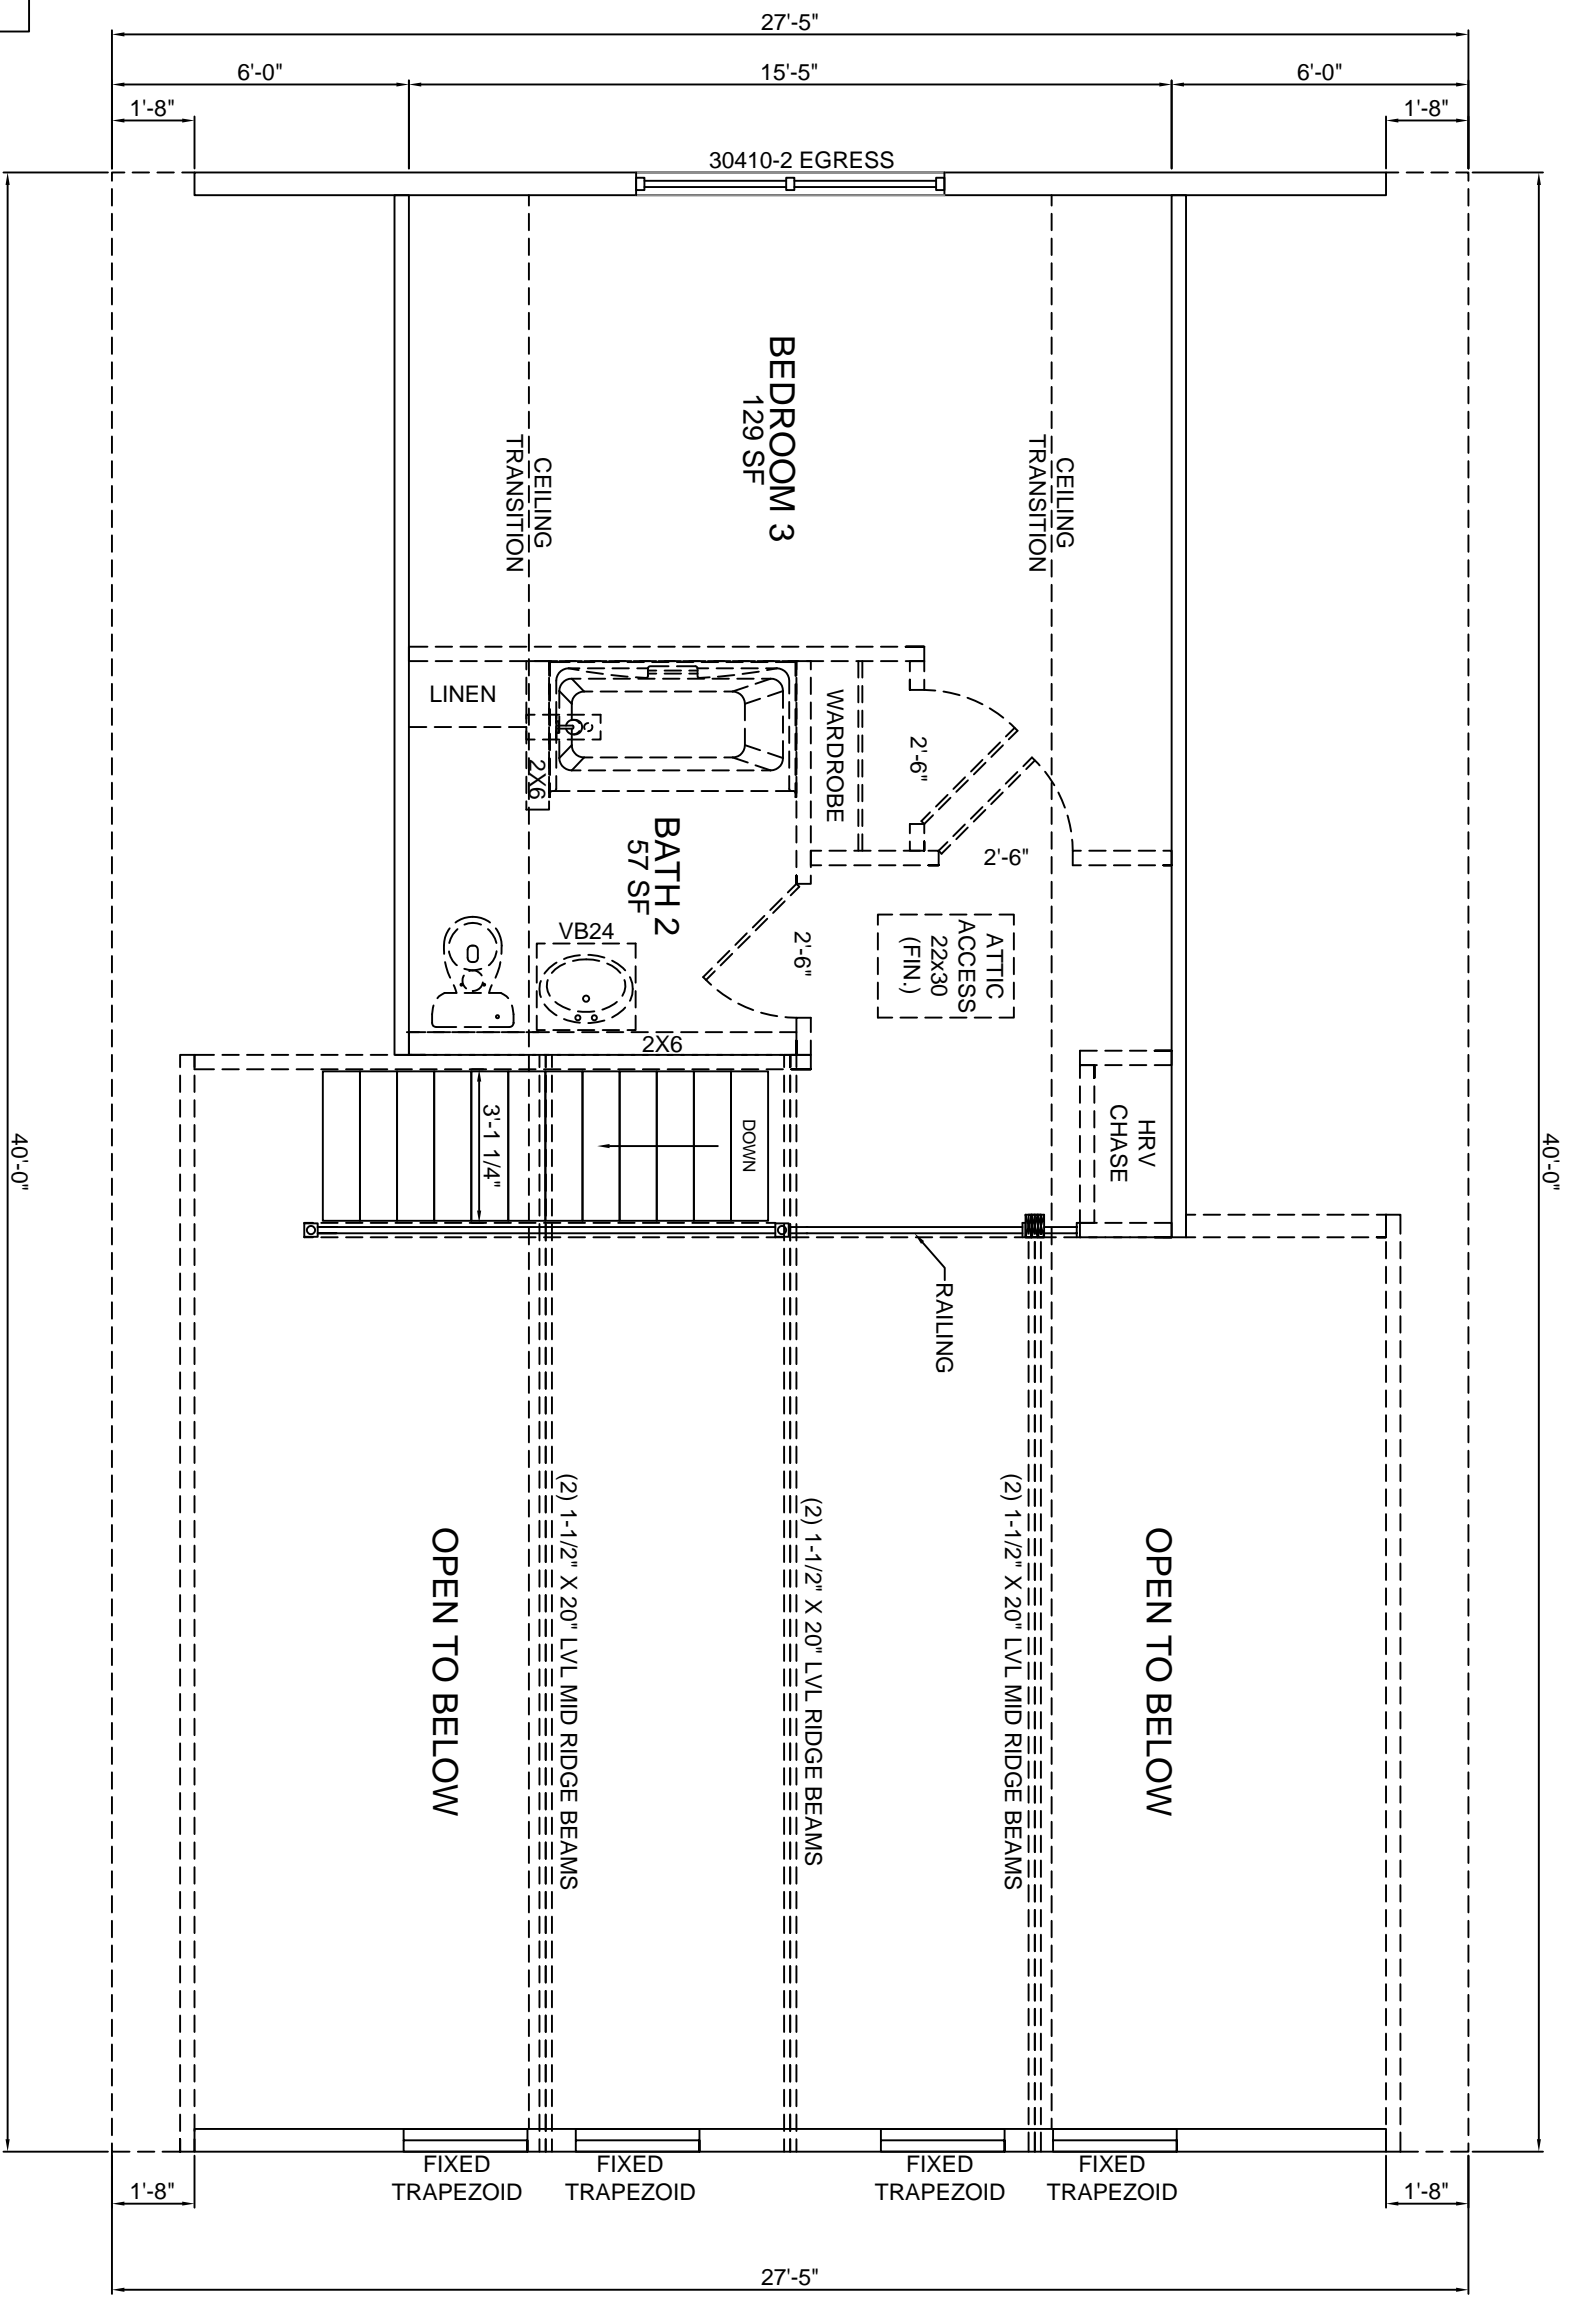 27'-5"
6'-0"
15'-5"
6'-0"
1'-8"
1'-8"
30410-2 EGRESS
BEDROOM 3
129 SF
CEILING
TRANSITION
CEILING
TRANSITION
LINEN
2X6
WARDROBE
2'-6"
2'-6"
BATH 2
57 SF
VB24
2'-6"
ATTIC
ACCESS
22x30
(FIN.)
2X6
HRV
CHASE
DOWN
3'-1 1/4"
40'-0"
40'-0"
RAILING
(2) 1-1/2" X 20" LVL MID RIDGE BEAMS
(2) 1-1/2" X 20" LVL RIDGE BEAMS
(2) 1-1/2" X 20" LVL MID RIDGE BEAMS
OPEN TO BELOW
OPEN TO BELOW
FIXED
TRAPEZOID
FIXED
TRAPEZOID
FIXED
TRAPEZOID
FIXED
TRAPEZOID
1'-8"
1'-8"
27'-5"